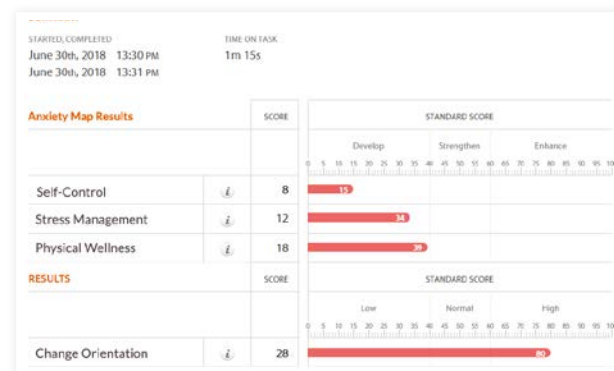 STARTED, COMPLETED TIME ON TASK
June 30th, 2018 13:30 PM 1m 15s
June 30th, 2018 13:31 PM
Anxiety Map Results SCORE STANDARD SCORE
Develop Strengthen Enhance
0 5 10 15 20 25 30 35 40 45 50 55 60 65 70 75 80 85 90 95 100
Self-Control i 8 15
Stress Management i 12 34
Physical Wellness i 18 39
RESULTS SCORE STANDARD SCORE
Low Normal High
0 5 10 15 20 25 30 35 40 45 50 55 60 65 70 75 80 85 90 95 100
Change Orientation i 28 80